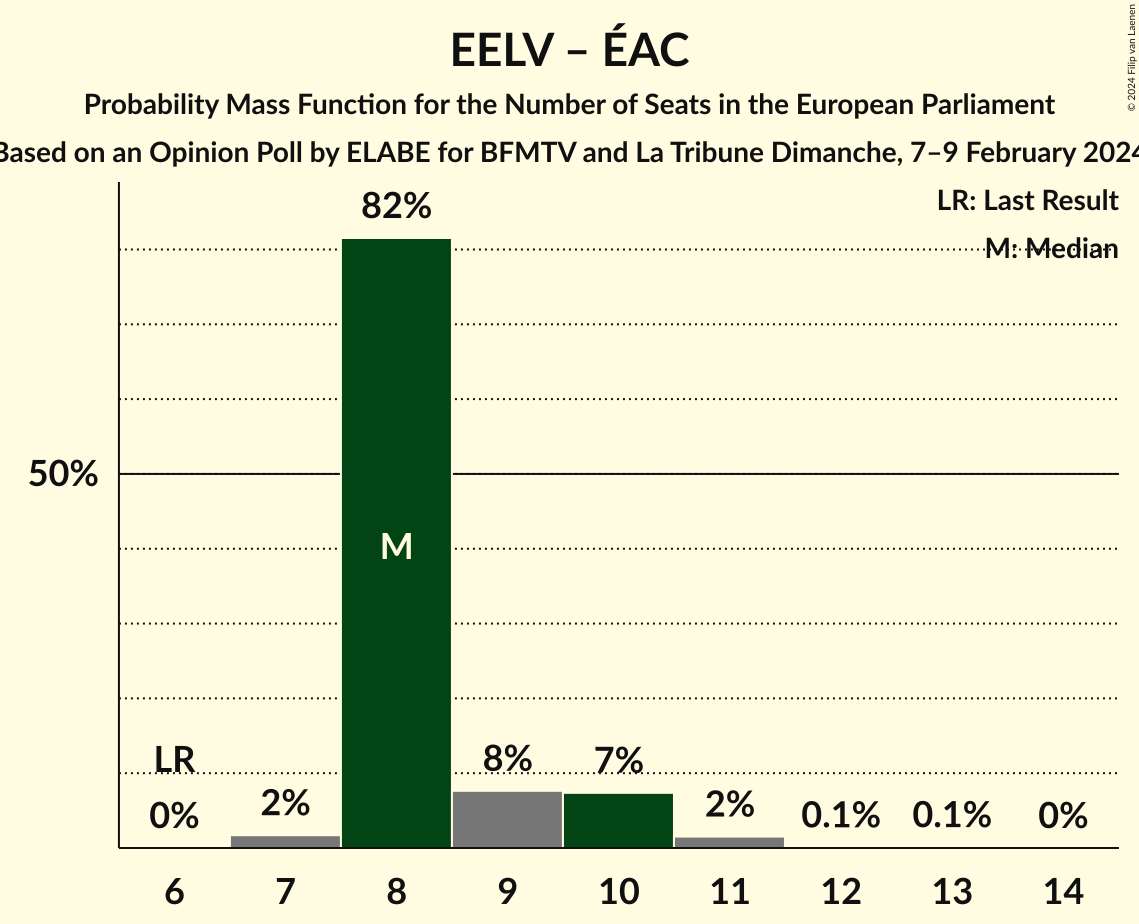 EELV – ÉAC
Probability Mass Function for the Number of Seats in the European Parliament
Based on an Opinion Poll by ELABE for BFMTV and La Tribune Dimanche, 7–9 February 2024
© 2024 Filip van Laenen
LR: Last Result
M: Median
82%
50%
M
LR
0%
2%
8%
7%
2%
0.1%
0.1%
0%
6 7 8 9 10 11 12 13 14